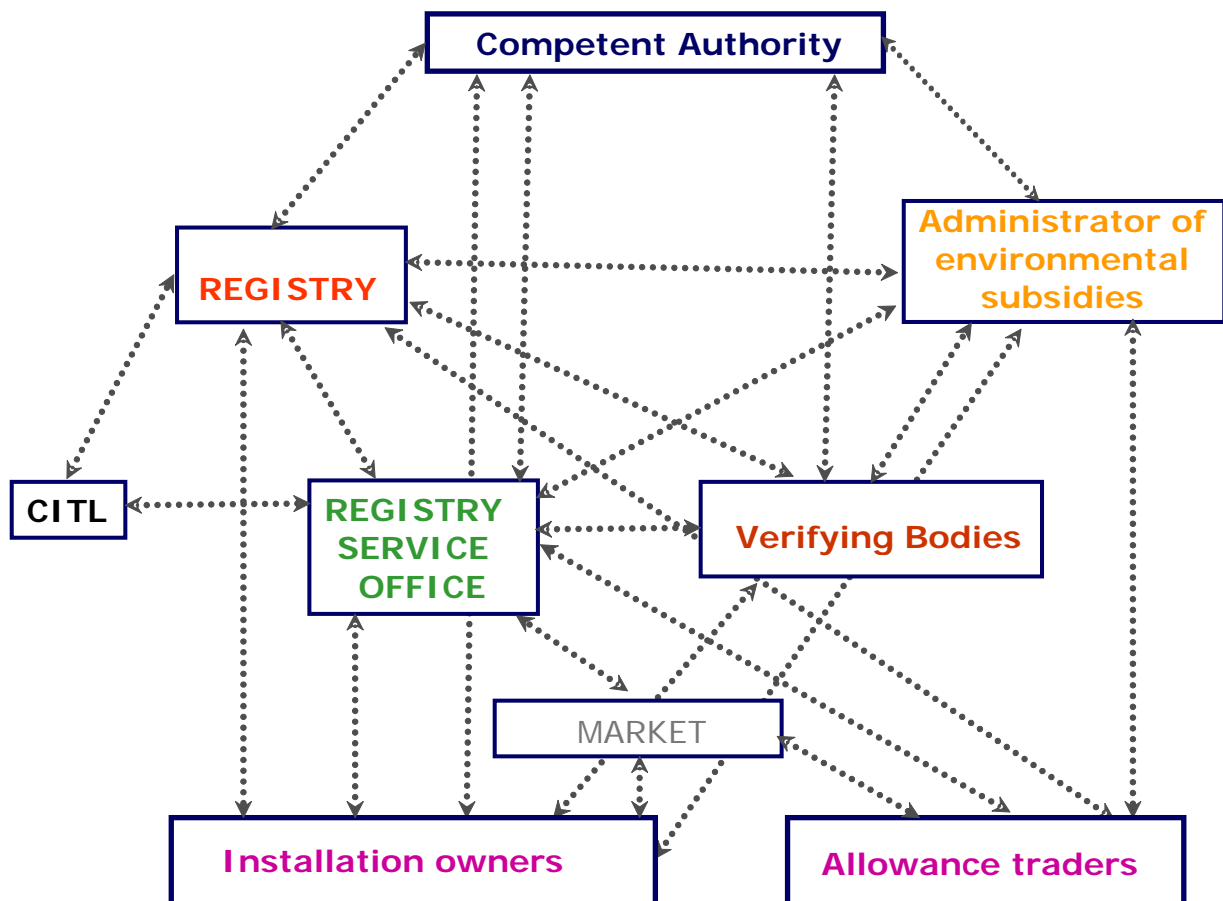 Competent Authority
Administrator of
environmental
subsidies
REGISTRY
CITL
REGISTRY
SERVICE
OFFICE
Verifying Bodies
MARKET
Installation owners
Allowance traders